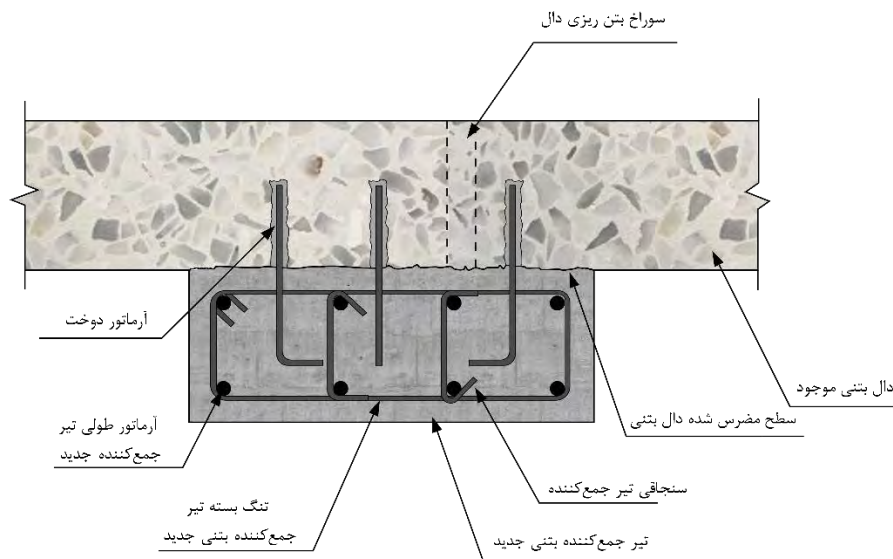 سوراخ بتن ریزی دال
آرماتور دوخت
دال بتنی موجود
سطح مضرس شده دال بتنی
آرماتور طولی تیر
جمع‌کننده جدید
سنجاقی تیر جمع‌کننده
تنگ بسته تیر
جمع‌کننده بتنی جدید
تیر جمع‌کننده بتنی جدید